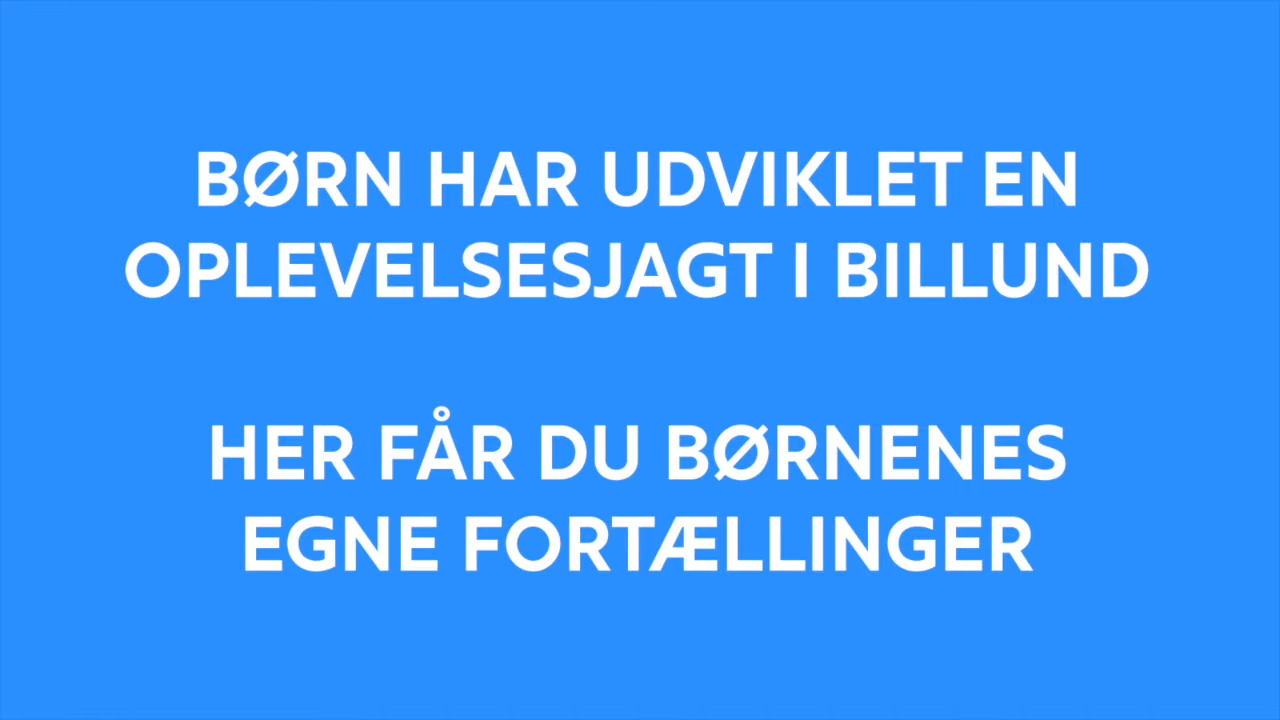 BØRN HAR UDVIKLET EN
OPLEVELSESJAGT I BILLUND
HER FÅR DU BØRNENES
EGNE FORTÆLLINGER